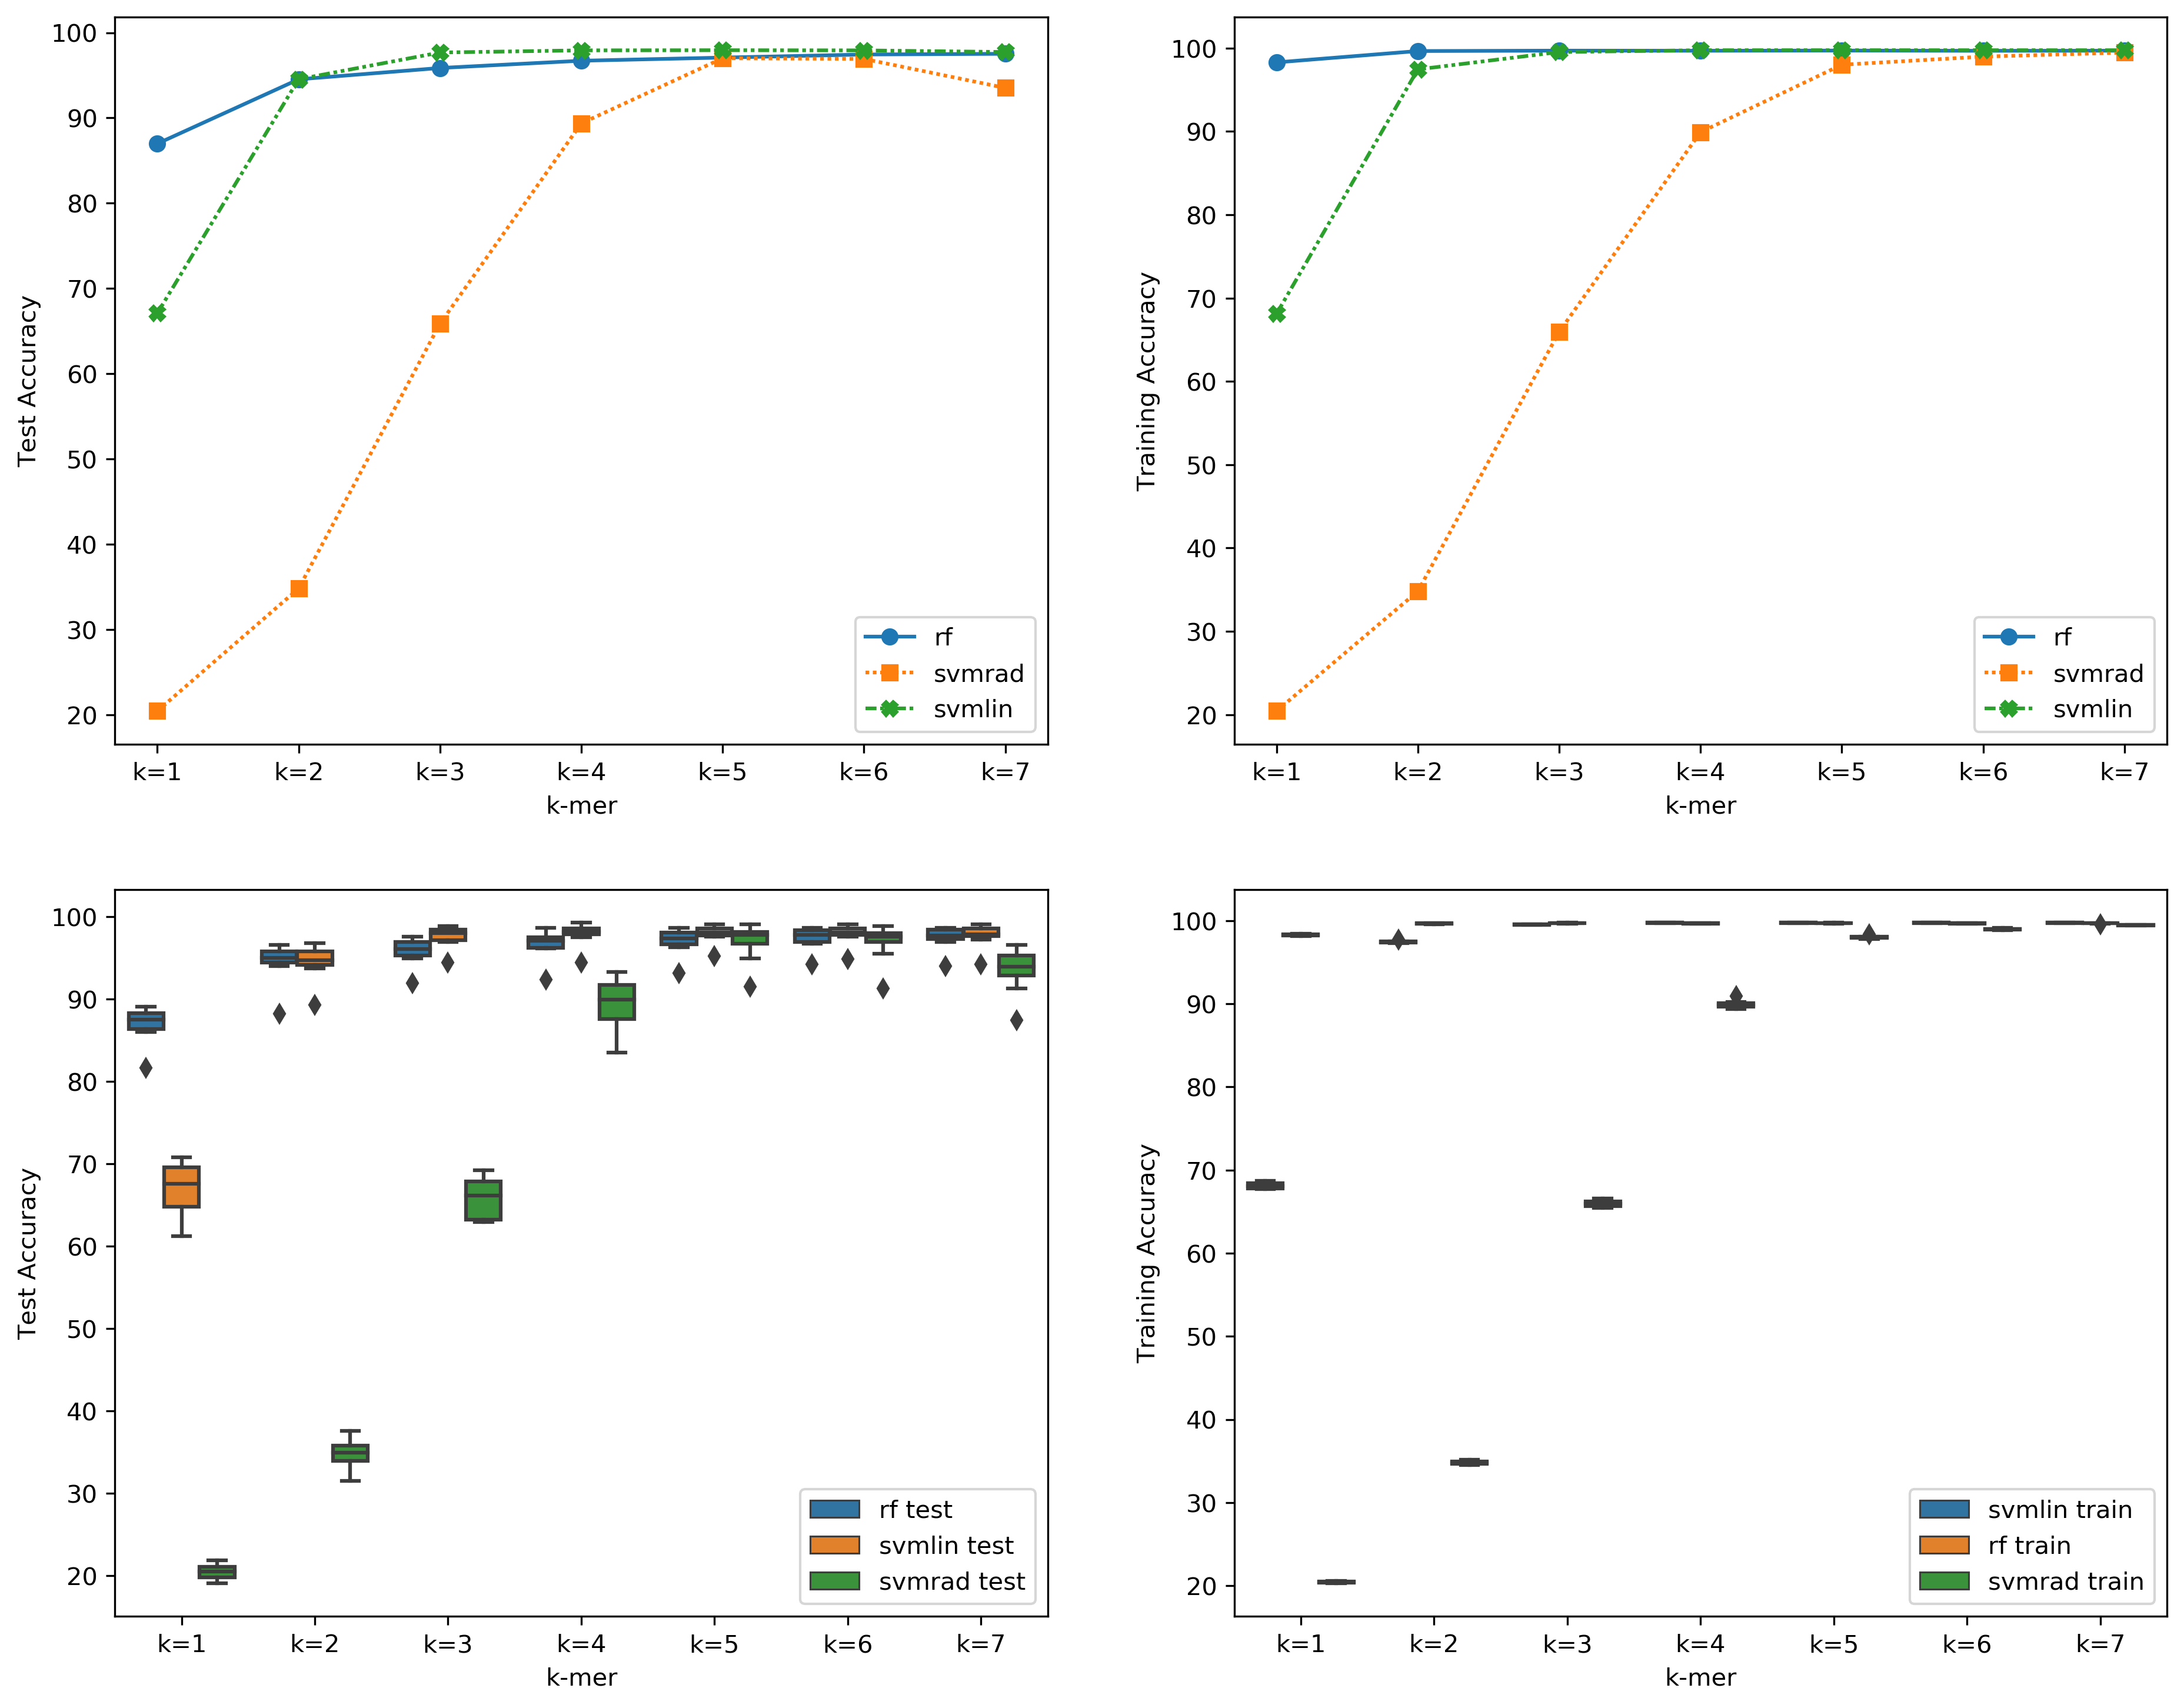 100
90
80
70
60
50
40
30
20
Test Accuracy
k=1 k=2 k=3 k=4 k=5 k=6 k=7
k-mer
rf
svmrad
svmlin
100
90
80
70
60
50
40
30
20
Training Accuracy
k=1 k=2 k=3 k=4 k=5 k=6 k=7
k-mer
rf
svmrad
svmlin
100
90
80
70
60
50
40
30
20
Test Accuracy
k=1 k=2 k=3 k=4 k=5 k=6 k=7
k-mer
rf test
svmlin test
svmrad test
100
90
80
70
60
50
40
30
20
Training Accuracy
k=1 k=2 k=3 k=4 k=5 k=6 k=7
k-mer
svmlin train
rf train
svmrad train